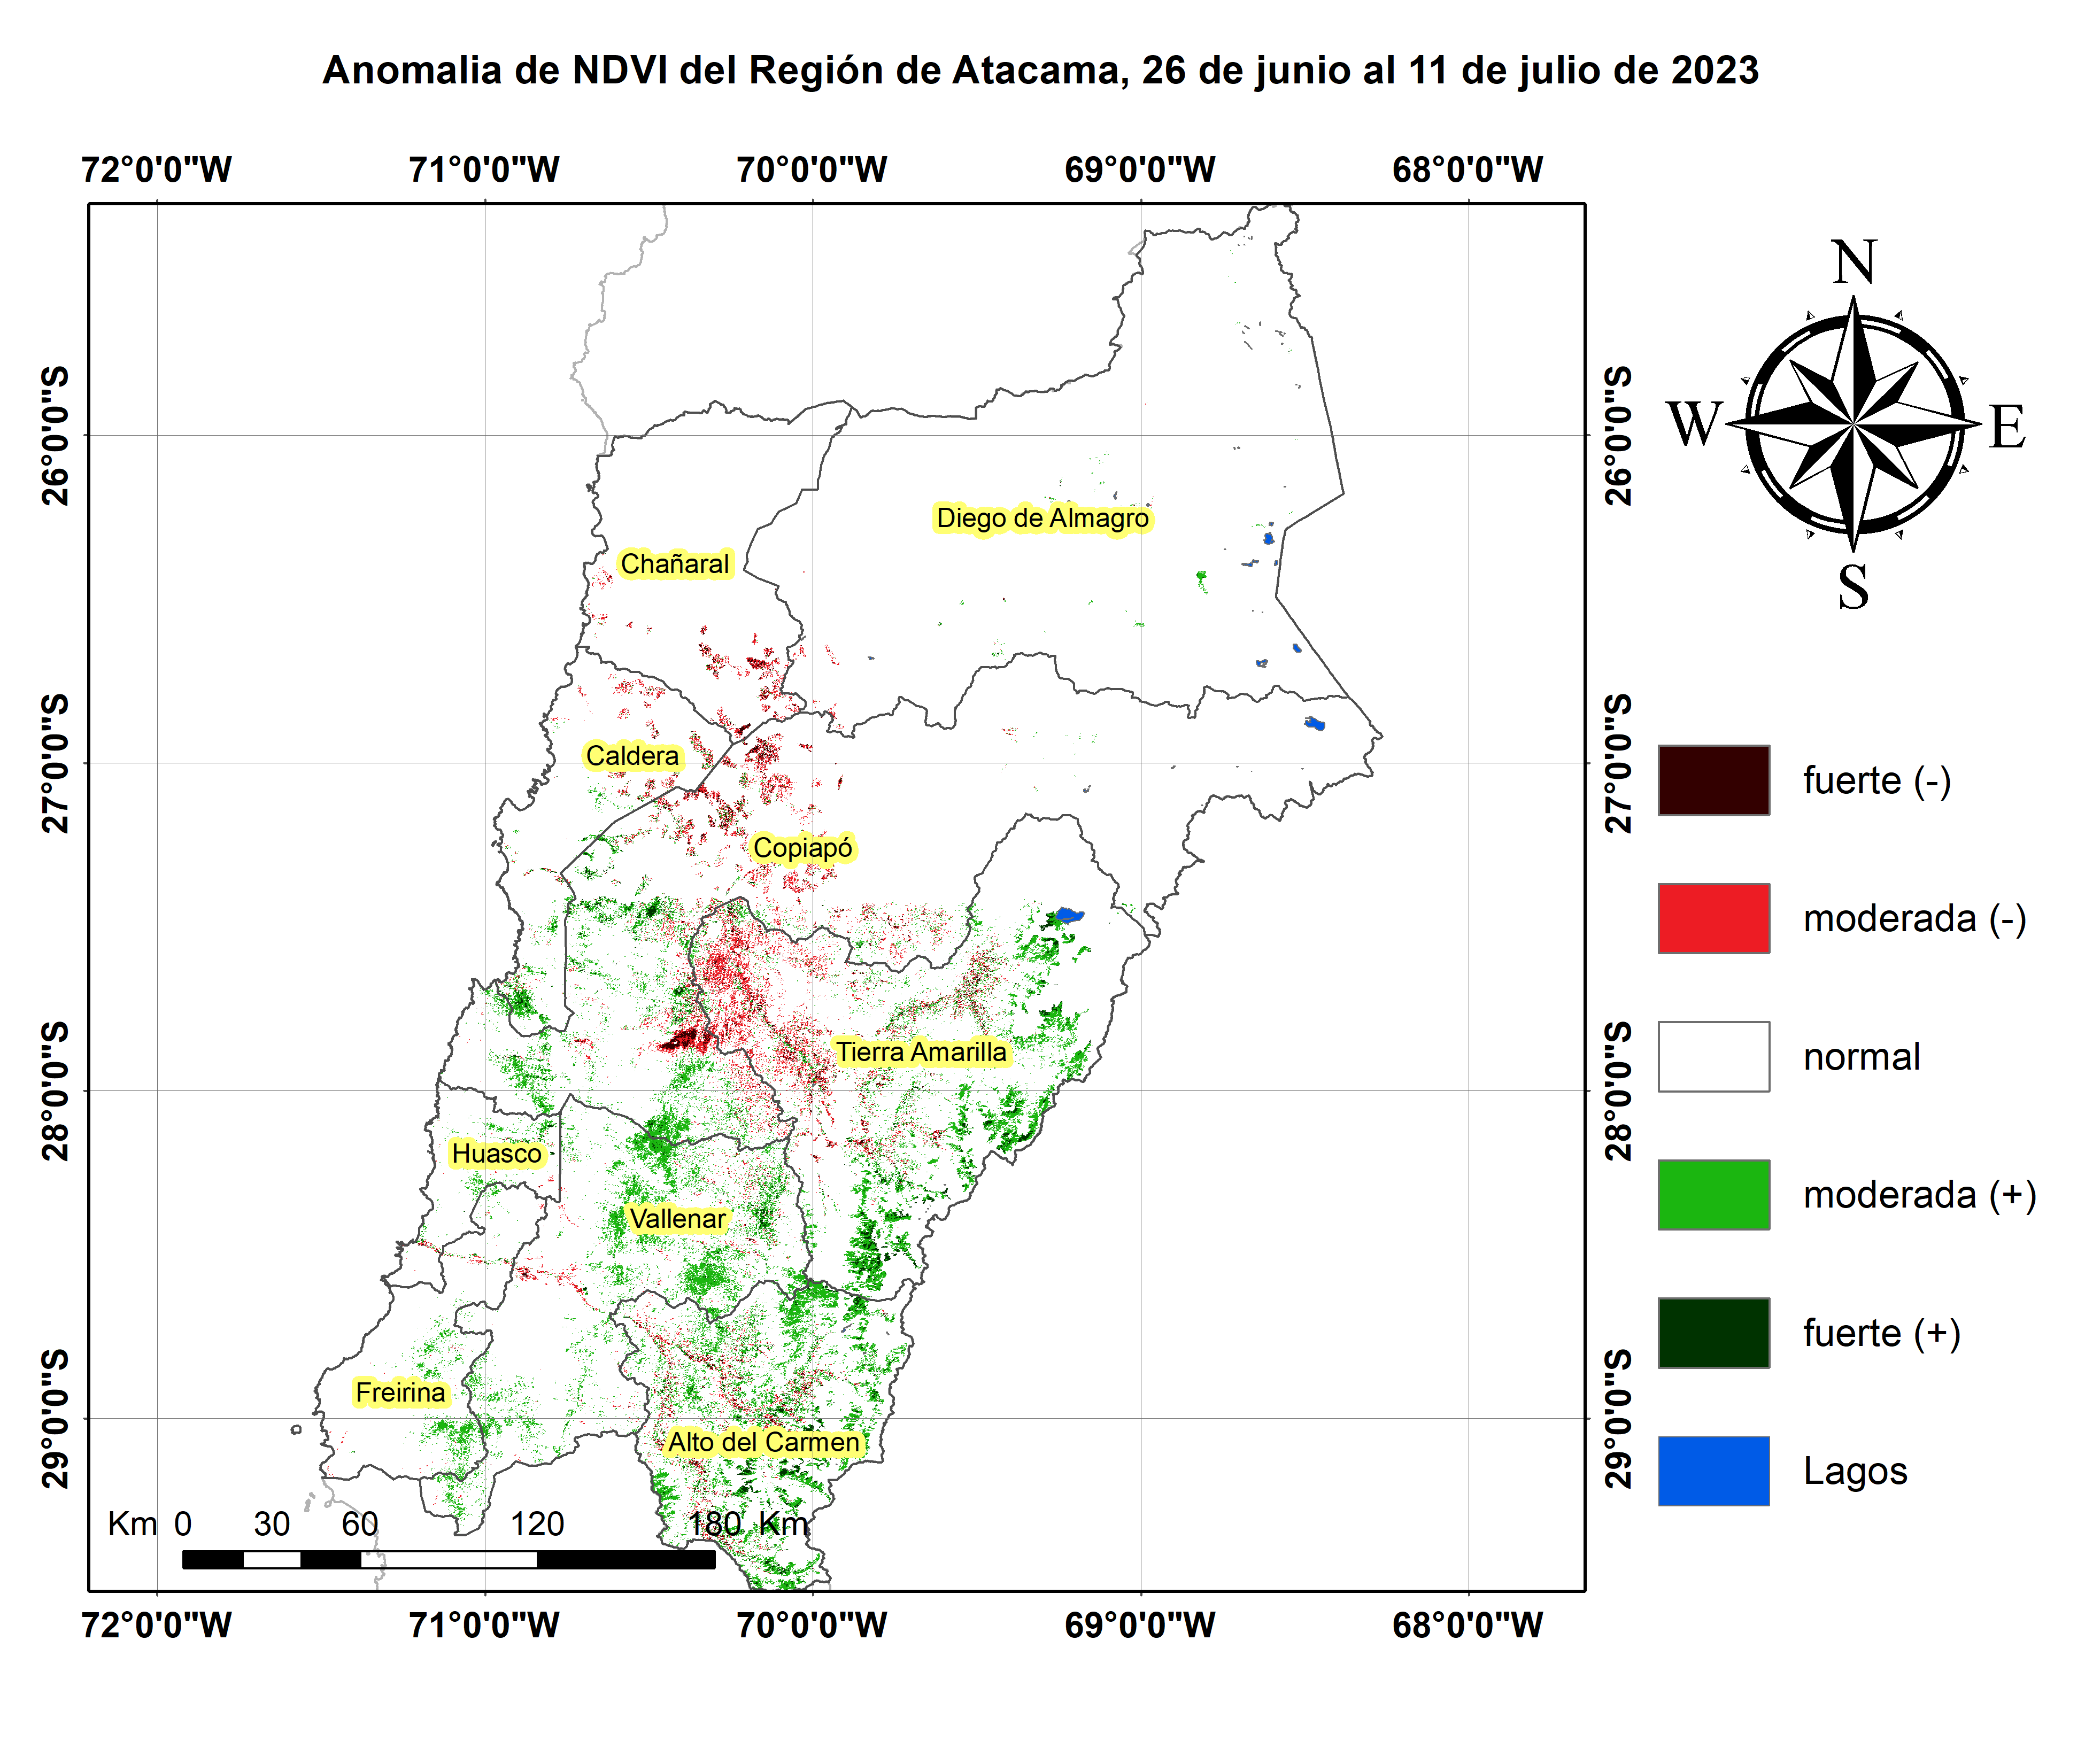 Anomalia de NDVI del Región de Atacama, 26 de junio al 11 de julio de 2023
72°0'0"W 71°0'0"W 70°0'0"W 69°0'0"W 68°0'0"W
N
W E
S
26°0'0"S 26°0'0"S
27°0'0"S 27°0'0"S
28°0'0"S 28°0'0"S
29°0'0"S 29°0'0"S
Diego de Almagro
Chañaral
Caldera
Copiapó
Tierra Amarilla
Huasco
Vallenar
Freirina
Alto del Carmen
fuerte (-)
moderada (-)
normal
moderada (+)
fuerte (+)
Lagos
Km 0 30 60 120 180 Km
72°0'0"W 71°0'0"W 70°0'0"W 69°0'0"W 68°0'0"W